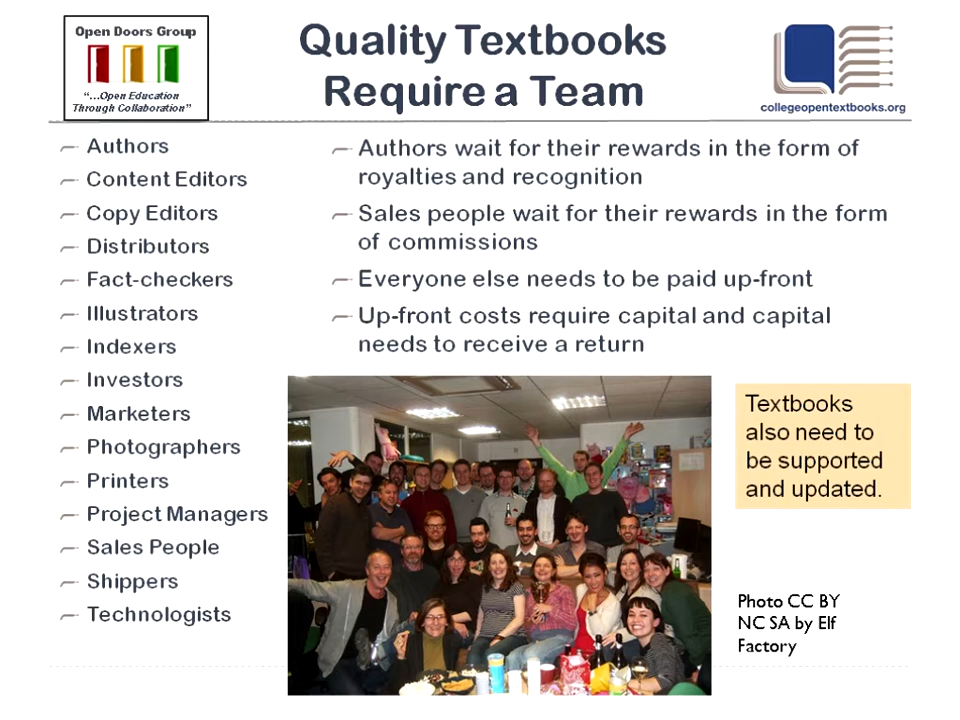 Open Doors Group
"...Open Education
Through Collaboration"
Quality Textbooks
Require a Team
collegeopentextbooks.org
Authors
Content Editors
Copy Editors
Distributors
Fact-checkers
Illustrators
Indexers
Investors
Marketers
Photographers
Printers
Project Managers
Sales People
Shippers
Technologists
Authors wait for their rewards in the form of
royalties and recognition
Sales people wait for their rewards in the form
of commissions
Everyone else needs to be paid up-front
Up-front costs require capital and capital
needs to receive a return
Textbooks
also need to
be supported
and updated.
Photo CC BY
NC SA by Elf
Factory